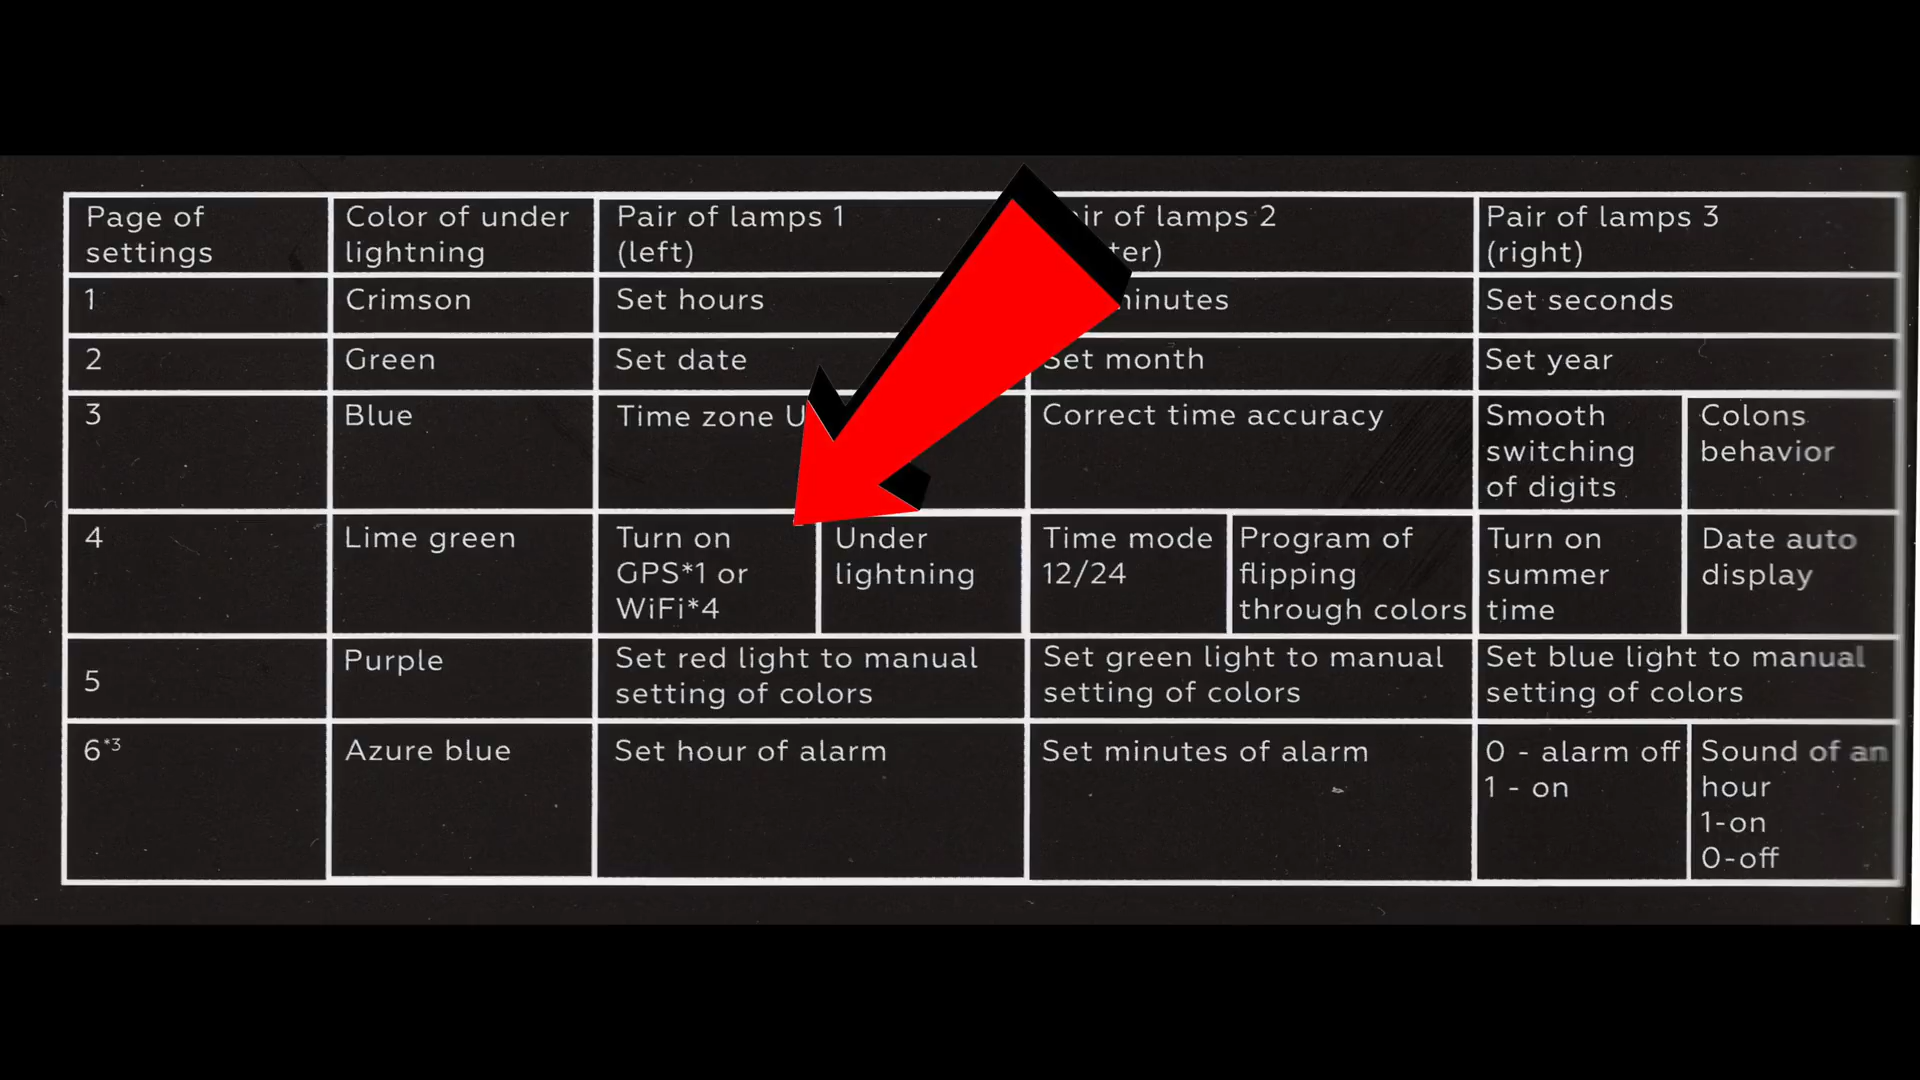 Page of
settings
Color of under
lightning
Pair of lamps 1
(left)
of lamps 2
Pair of lamps 3
(right)
1
Crimson
Set hours
Set seconds
2
Green
Set date
Set month
Set year
3
Blue
Time zone
Correct time accuracy
Smooth
switching
of digits
Colons
behavior
4
Lime green
Turn on
GPS*1 or
WiFi*4
Under
lightning
Time mode
12/24
Program of
flipping
through colors
Turn on
summer
time
Date auto
display
5
Purple
Set red light to manual
setting of colors
Set green light to manual
setting of colors
Set blue light to manual
setting of colors
6*3
Azure blue
Set hour of alarm
Set minutes of alarm
0 - alarm off
1 - on
Sound of an
hour
1-on
0-off